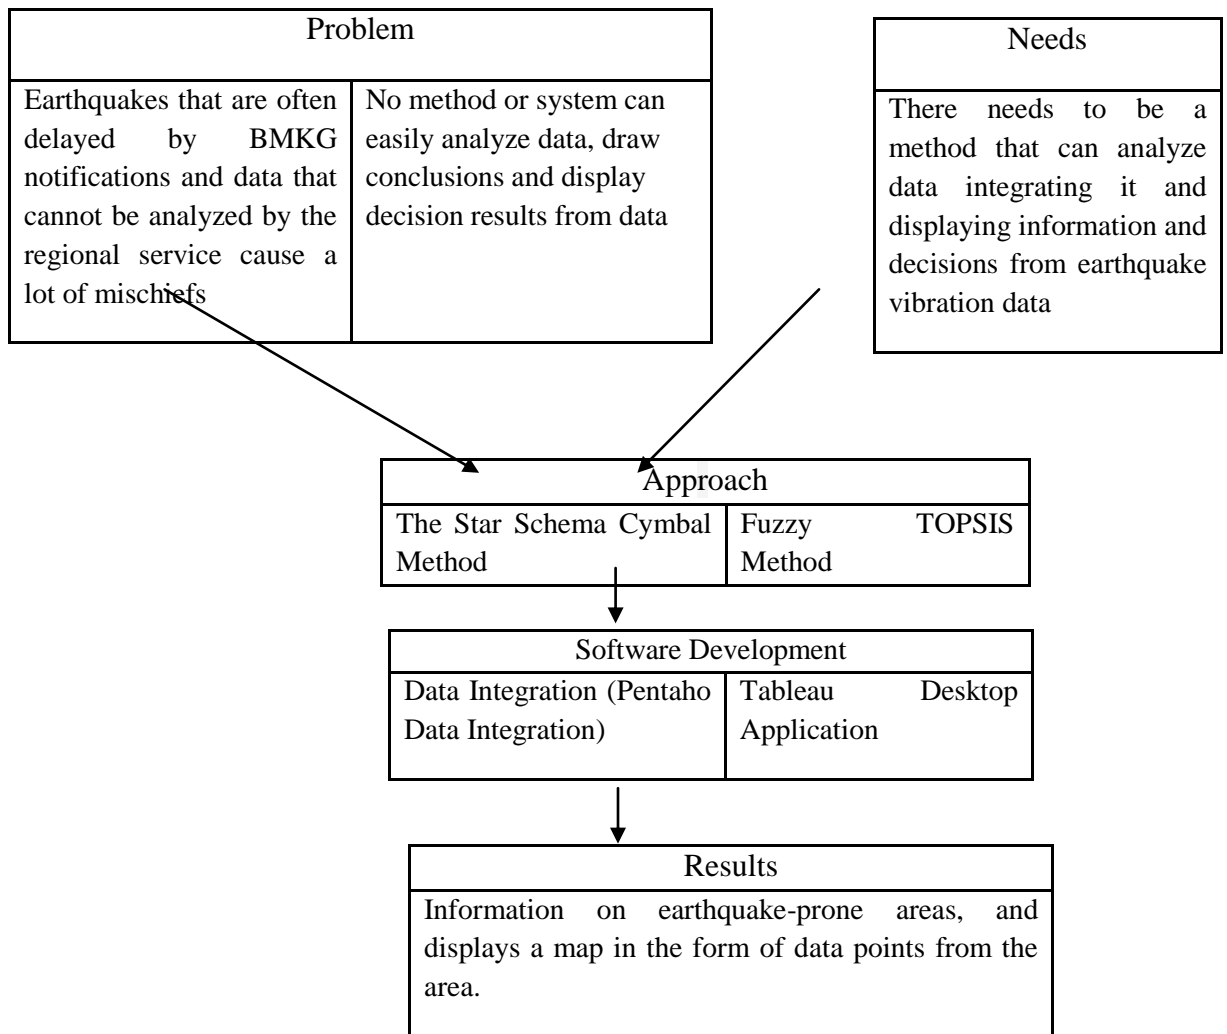 Problem
Earthquakes that are often
delayed by BMKG
notifications and data that
cannot be analyzed by the
regional service cause a
lot of mischiefs
No method or system can
easily analyze data, draw
conclusions and display
decision results from data
Needs
There needs to be a
method that can analyze
data integrating it and
displaying information and
decisions from earthquake
vibration data
Approach
The Star Schema Cymbal
Method
Fuzzy TOPSIS
Method
Software Development
Data Integration (Pentaho
Data Integration)
Tableau Desktop
Application
Results
Information on earthquake-prone areas, and
displays a map in the form of data points from the
area.